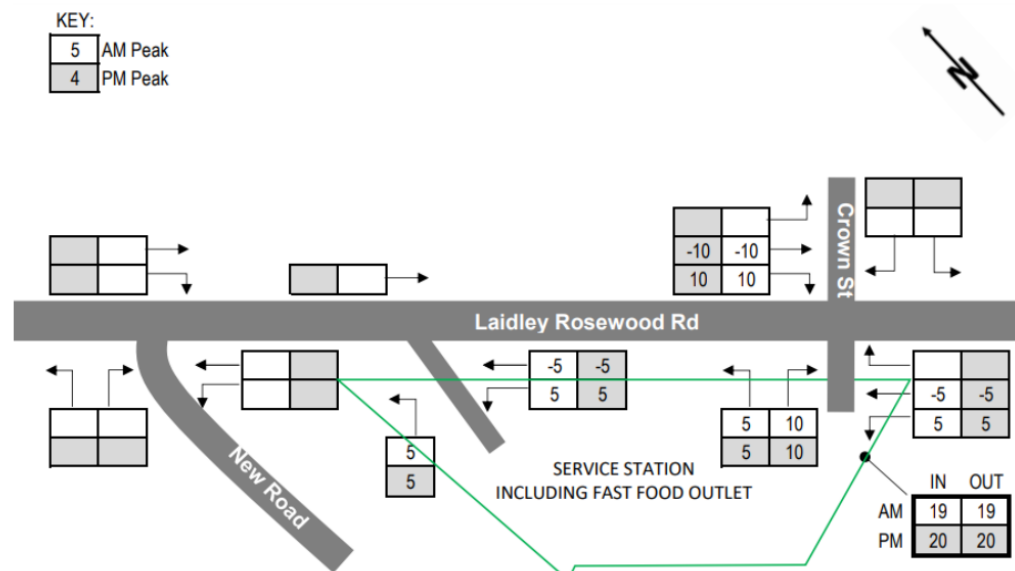 KEY:
5 AM Peak
4 PM Peak
N
Crown St
-10 -10
10 10
Laidley Rosewood Rd
-5 -5
5 5
5 10
5 10
-5 -5
5 5
5
5
New Road
SERVICE STATION
INCLUDING FAST FOOD OUTLET
IN OUT
AM 19 19
PM 20 20